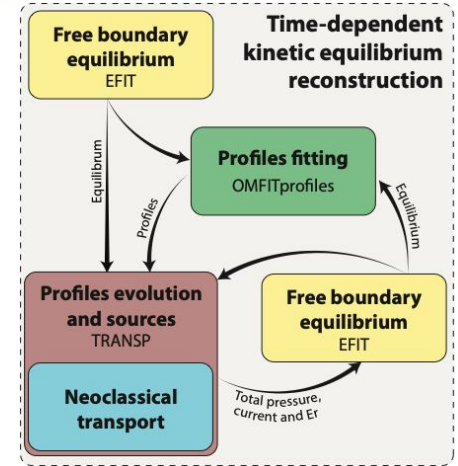 Time-dependent
kinetic equilibrium
reconstruction
Free boundary
equilibrium
EFIT
Equilibrum
Profiles fitting
OMFITprofiles
Profiles
Equilibrium
Profiles evolution
and sources
TRANSP
Neoclassical
transport
Free boundary
equilibrium
EFIT
Total pressure,
current and Er